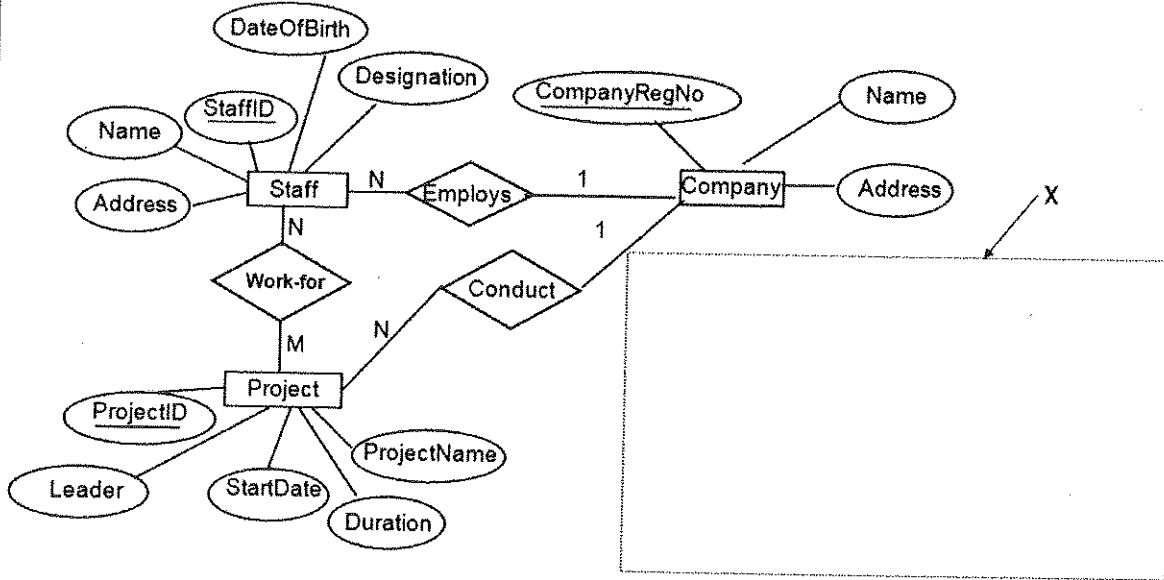 DateOfBirth
Designation
StaffID
Name
Address
Staff
N
Employs
1
CompanyRegNo
Name
Company
Address
X
N
Work-for
M
1
Conduct
N
Project
ProjectID
Leader
StartDate
Duration
ProjectName